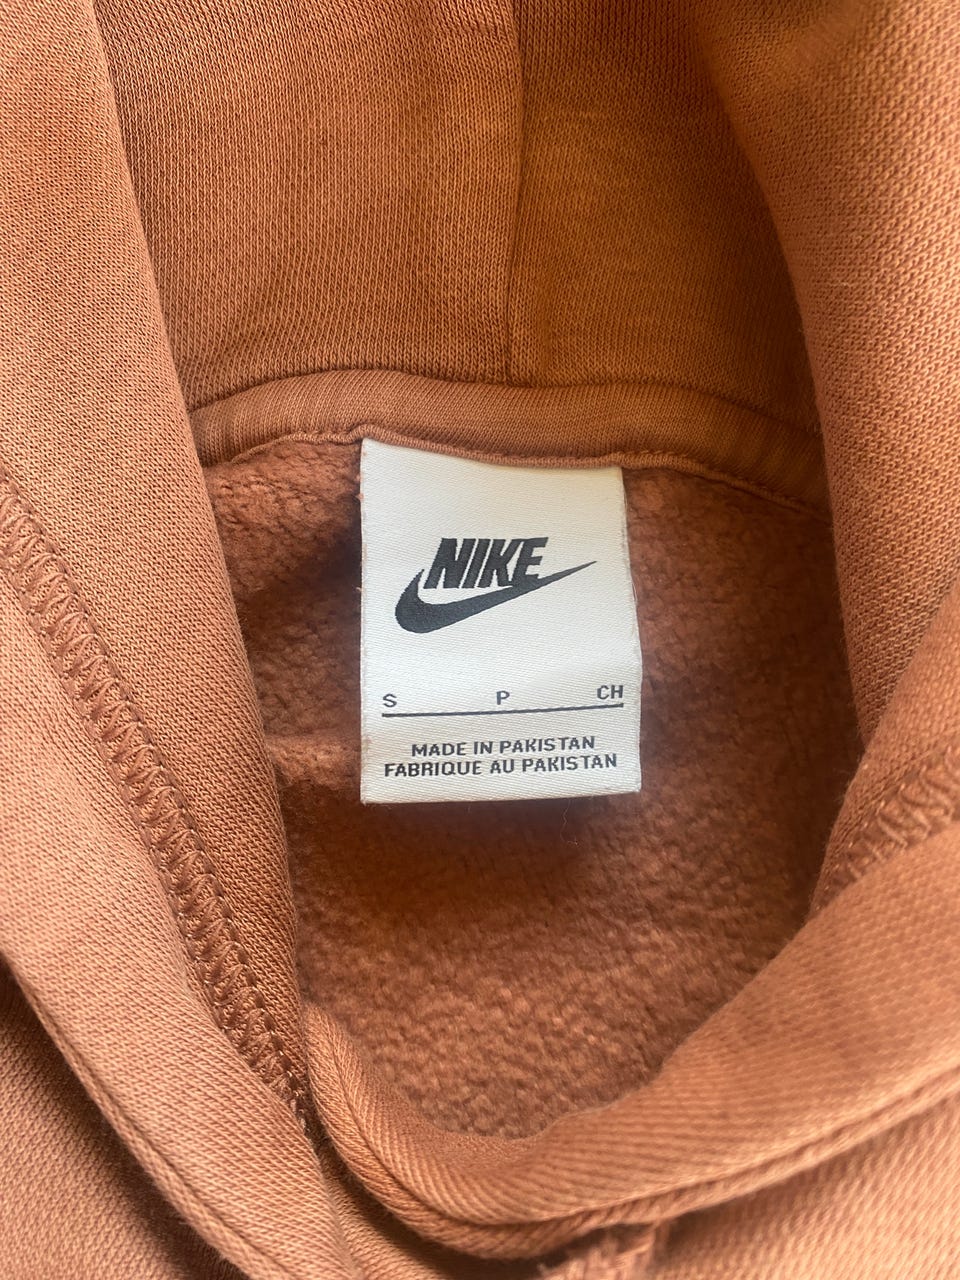 NIKE
S P CH
MADE IN PAKISTAN
FABRIQUE AU PAKISTAN